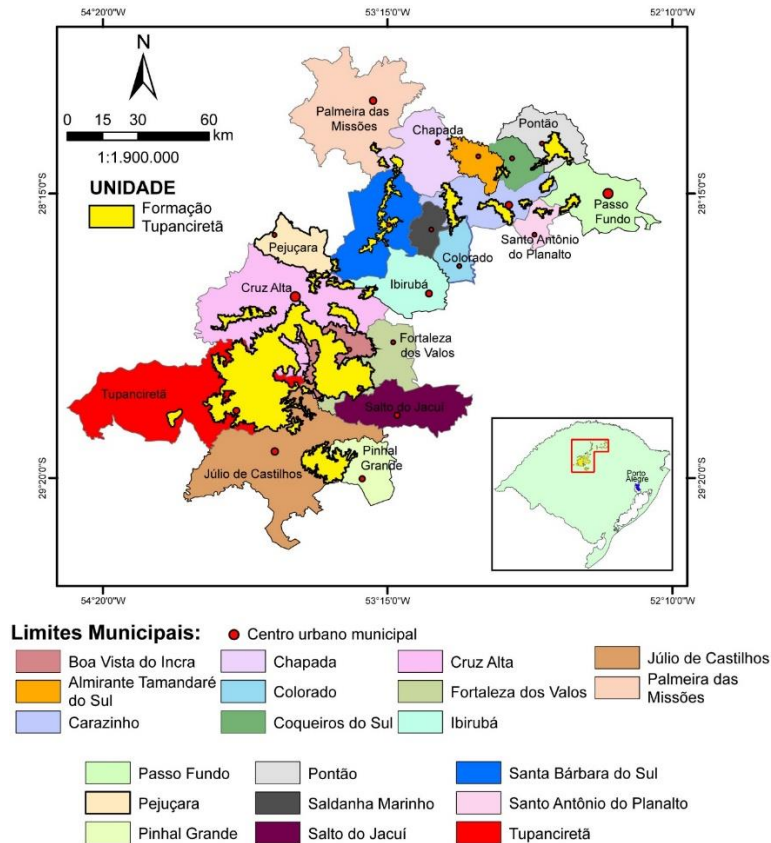 54°20'0"W 53°15'0"W 52°10'0"W
N
0 15 30 60
km
1:1.900.000
UNIDADE
Formação
Tupanciretã
28°15'0"S
28°15'0"S
29°20'0"S
29°20'0"S
Palmeira das
Missões
Chapada
Pontão
Passo
Fundo
Santo Antônio
do Planalto
Colorado
Pejuçara
Ibirubá
Cruz Alta
Fortaleza
dos Valos
Tupanciretã
Salto do Jacuí
Júlio de Castilhos
Pinhal
Grande
Porto
Alegre
54°20'0"W 53°15'0"W 52°10'0"W
Limites Municipais: Centro urbano municipal
Boa Vista do Incra Chapada Cruz Alta Júlio de Castilhos
Almirante Tamandaré
do Sul Colorado Fortaleza dos Valos Palmeira das
Missões
Carazinho Coqueiros do Sul Ibirubá
Passo Fundo Pontão Santa Bárbara do Sul
Pejuçara Saldanha Marinho Santo Antônio do Planalto
Pinhal Grande Salto do Jacuí Tupanciretã